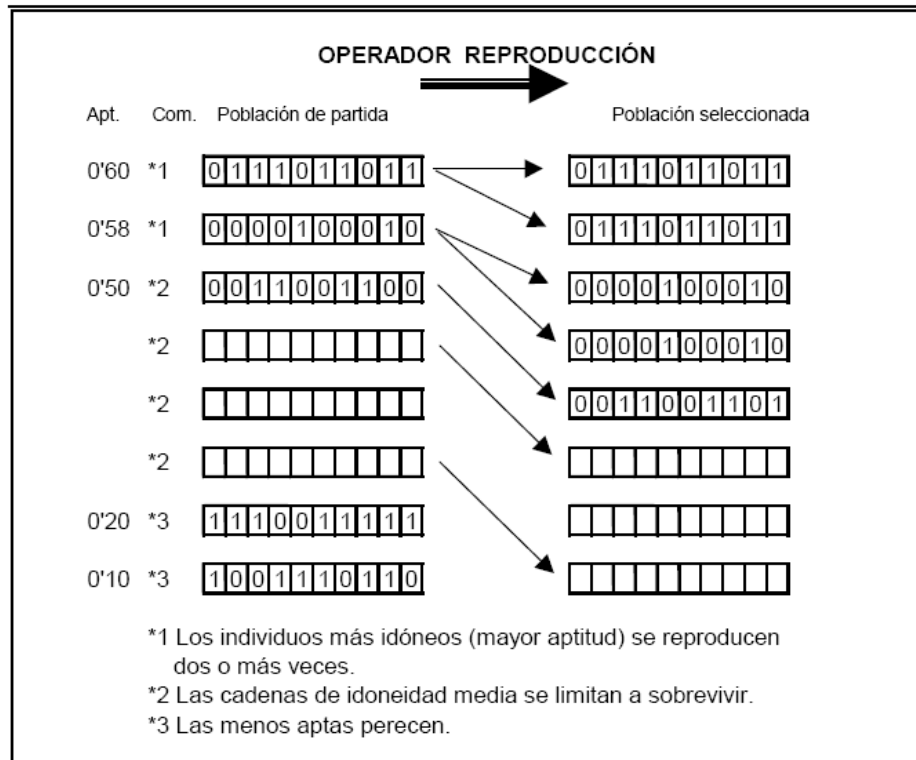 OPERADOR REPRODUCCIÓN
Apt. Com. Población de partida Población seleccionada
0'60 *1 0111011011 0111011011
0'58 *1 0000100010 0111011011
0'50 *2 0011001100 0000100010
*2 0000100010
*2 0011001101
*2
0'20 *3 1110011111
0'10 *3 1001110110
*1 Los individuos más idóneos (mayor aptitud) se reproducen
dos o más veces.
*2 Las cadenas de idoneidad media se limitan a sobrevivir.
*3 Las menos aptas perecen.